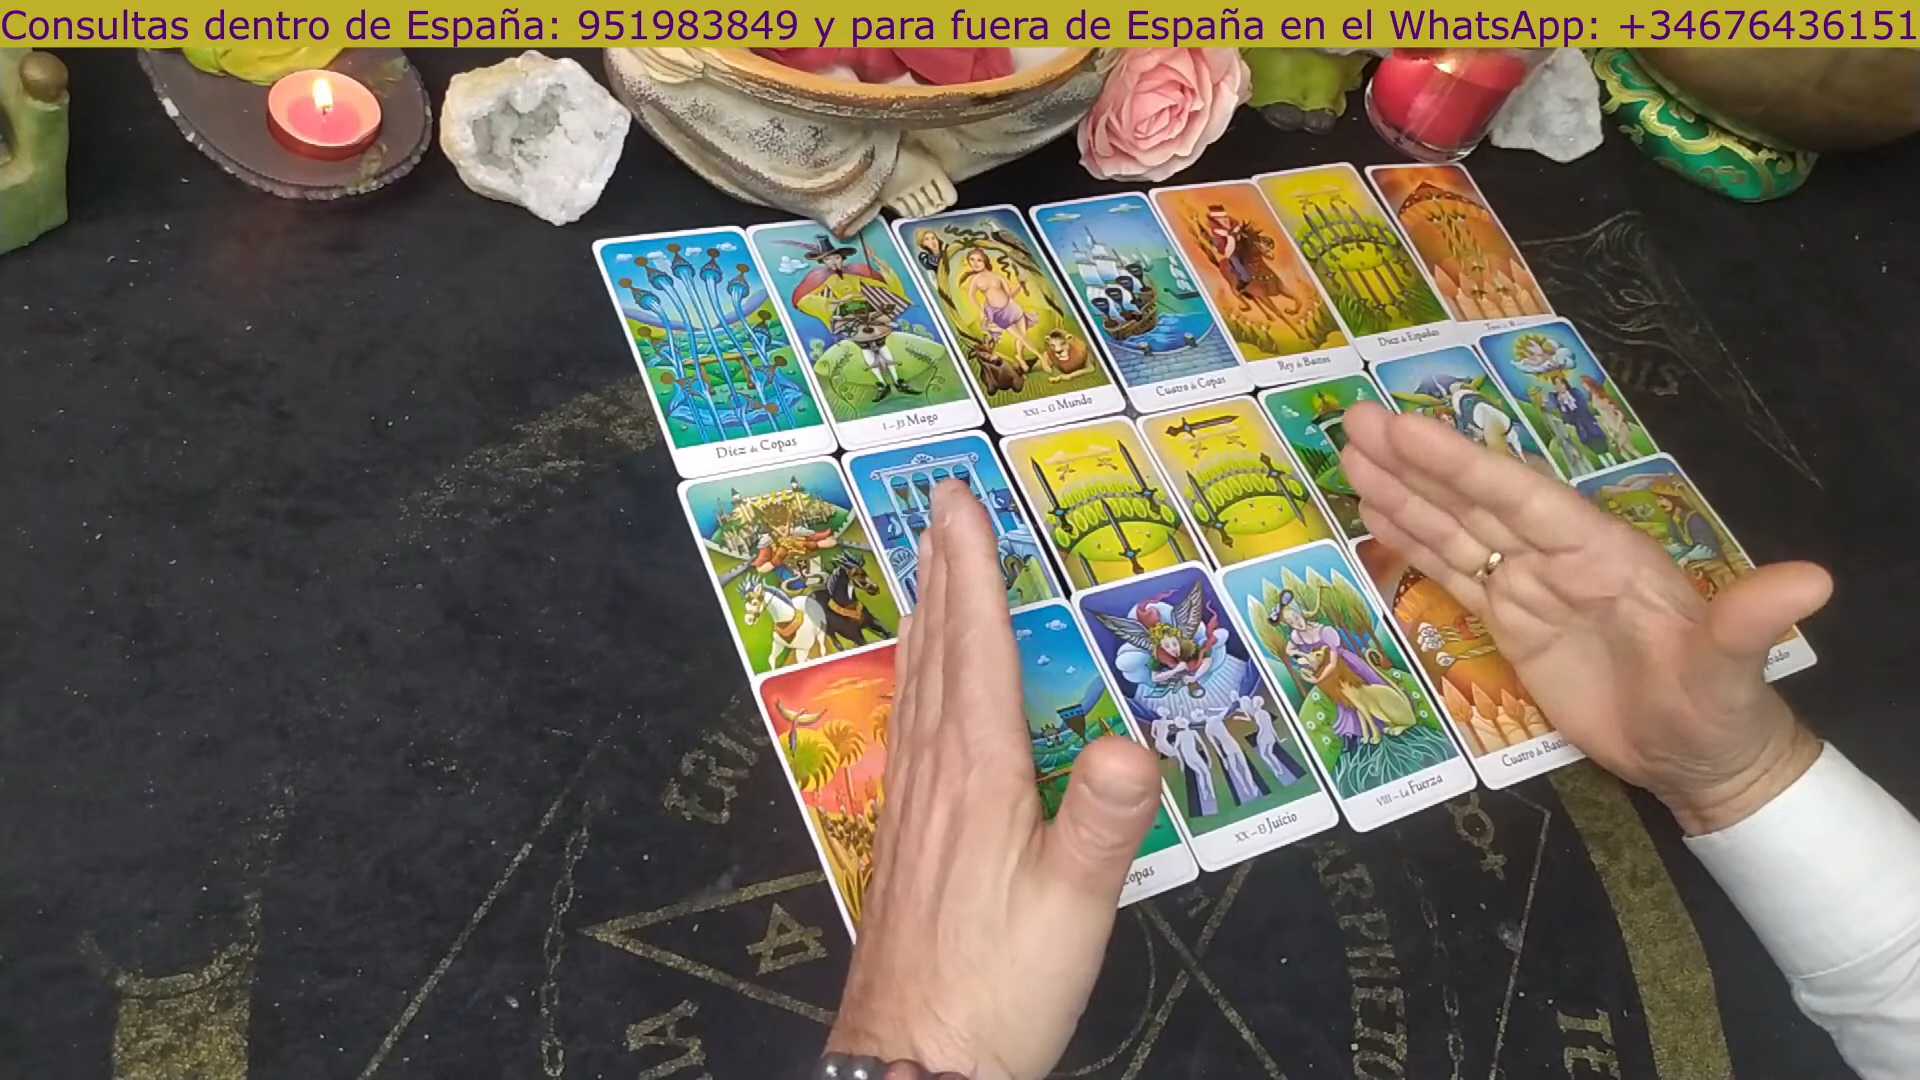 Consultas dentro de España: 951983849 y para fuera de España en el WhatsApp: +34676436151
Diez de Copas
I - El Mago
XXI - El Mundo
Cuatro de Copas
Rey de Bastos
Diez de Espadas
Copas
XX - El Juicio
VIII - La Fuerza
Cuatro de Bastos